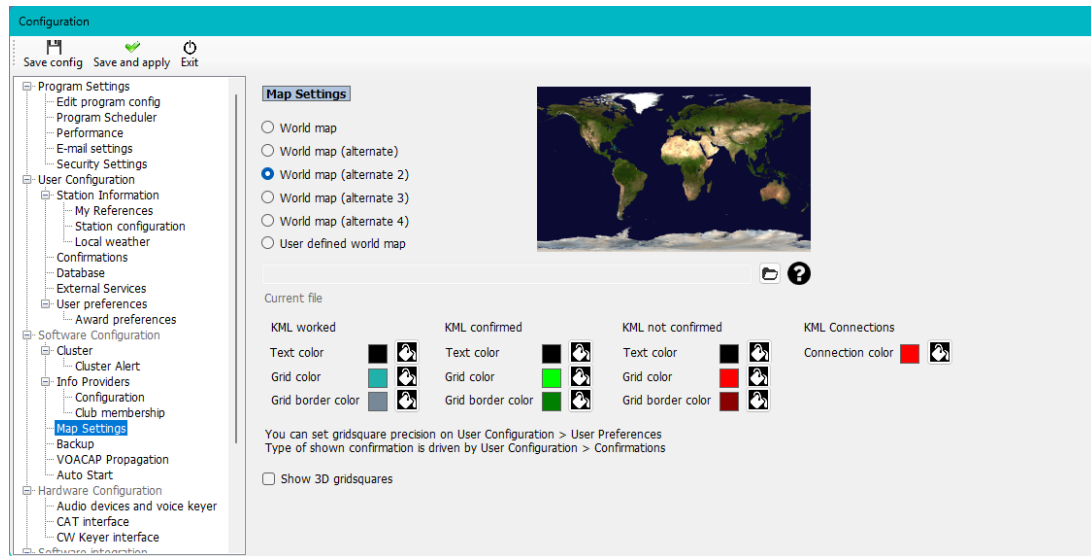 Configuration
Save config Save and apply Exit
Program Settings
Edit program config
Program Scheduler
Performance
E-mail settings
Security Settings
User Configuration
Station Information
My References
Station configuration
Local weather
Confirmations
Database
External Services
User preferences
Award preferences
Software Configuration
Cluster
Cluster Alert
Info Providers
Configuration
Club membership
Map Settings
Backup
VOACAP Propagation
Auto Start
Hardware Configuration
Audio devices and voice keyer
CAT interface
CW Keyer interface
Software integration
Map Settings
World map
World map (alternate)
World map (alternate 2)
World map (alternate 3)
World map (alternate 4)
User defined world map
?
Current file
KML worked KML confirmed KML not confirmed KML Connections
Text color Text color Text color Connection color
Grid color Grid color Grid color
Grid border color Grid border color Grid border color
You can set gridsquare precision on User Configuration > User Preferences
Type of shown confirmation is driven by User Configuration > Confirmations
Show 3D gridsquares